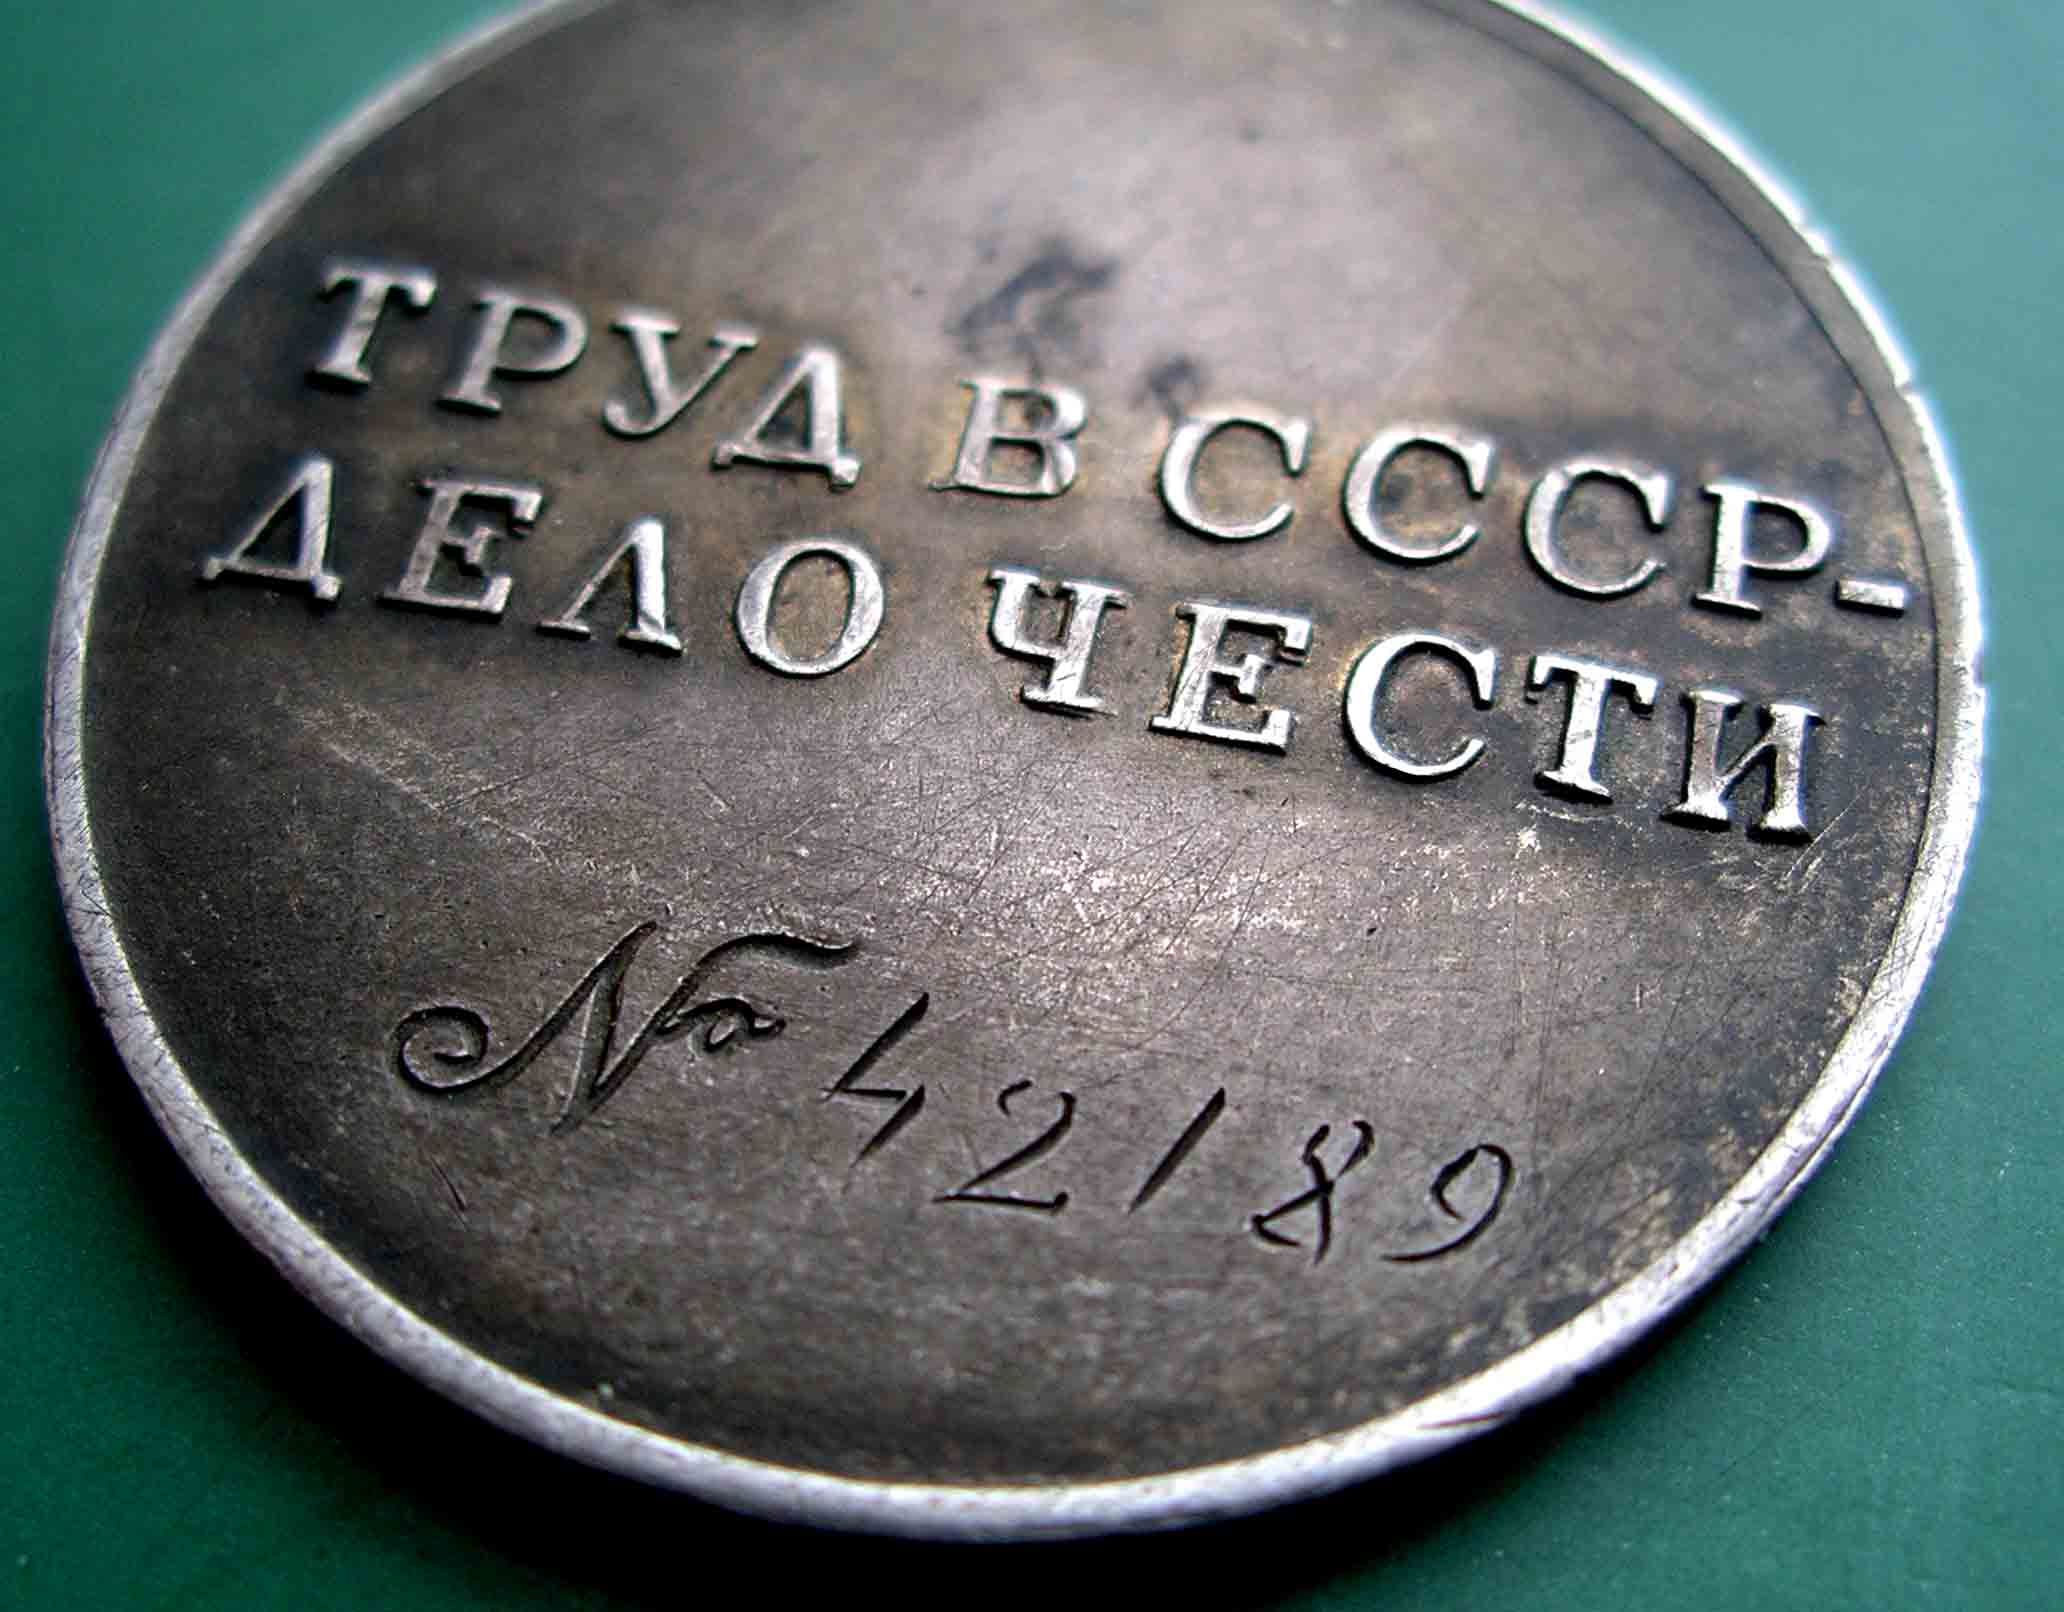 ТРУД В СССР-
ДЕЛО ЧЕСТИ
№ 42189